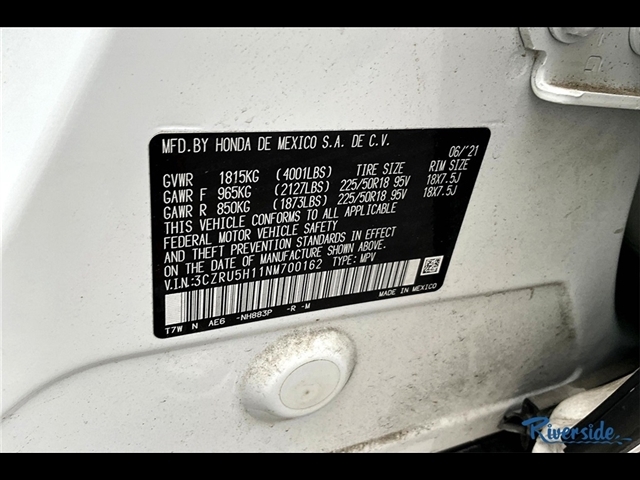 MFD.BY HONDA DE MEXICO S.A. DE C.V.
06/'21
GVWR 1815KG (4001LBS) TIRE SIZE RIM SIZE
GAWR F 965KG (2127LBS) 225/50R18 95V 18X7.5J
GAWR R 850KG (1873LBS) 225/50R18 95V 18X7.5J
THIS VEHICLE CONFORMS TO ALL APPLICABLE
FEDERAL MOTOR VEHICLE SAFETY
AND THEFT PREVENTION STANDARDS IN EFFECT
ON THE DATE OF MANUFACTURE SHOWN ABOVE.
V.I.N:3CZRU5H11NM700162 TYPE: MPV
T7W N AE6 -NH883P -R -M
Riverside